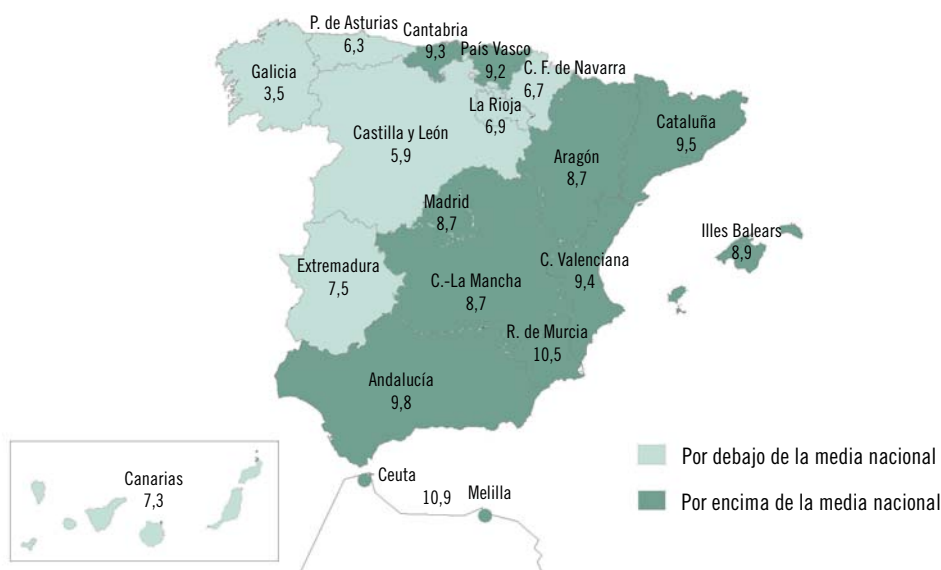 P. de Asturias
6,3
Cantabria
9,3
País Vasco
9,2
C. F. de Navarra
6,7
Galicia
3,5
La Rioja
6,9
Castilla y León
5,9
Cataluña
9,5
Aragón
8,7
Madrid
8,7
Illes Balears
8,9
Extremadura
7,5
C. Valenciana
9,4
C.-La Mancha
8,7
R. de Murcia
10,5
Andalucía
9,8
Canarias
7,3
Ceuta
10,9
Melilla
Por debajo de la media nacional
Por encima de la media nacional